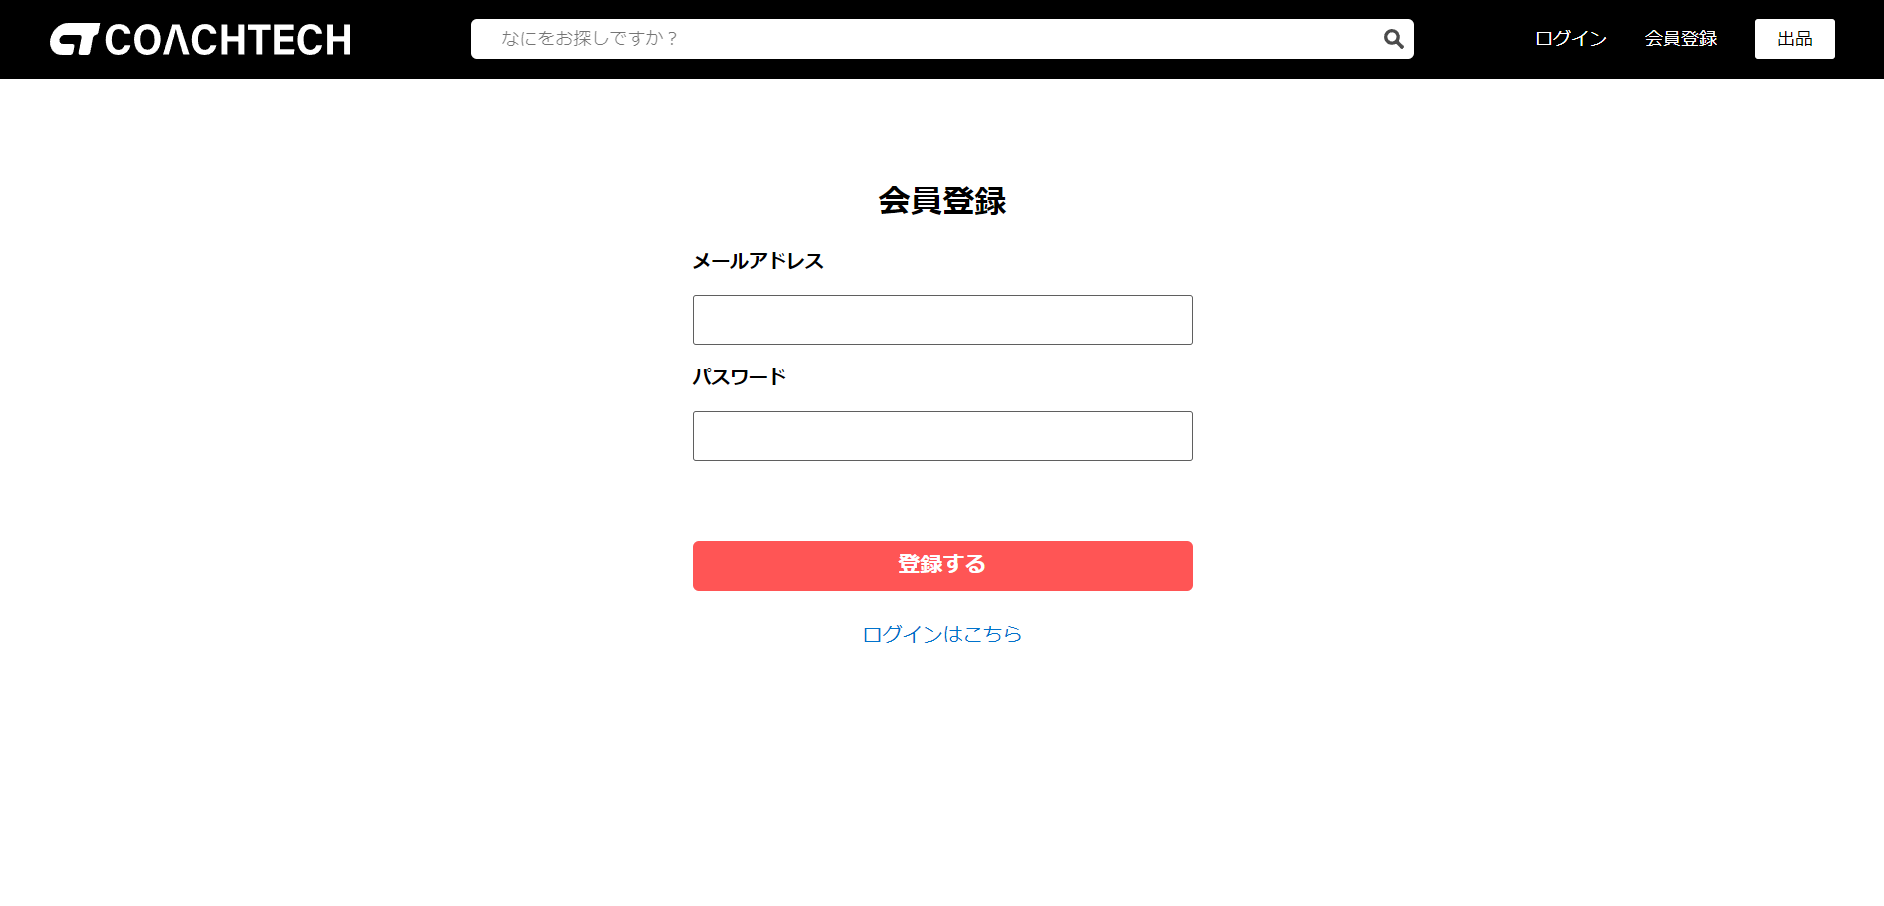 COACHTECH
なにをお探しですか？
ログイン
会員登録
出品
会員登録
メールアドレス
パスワード
登録する
ログインはこちら